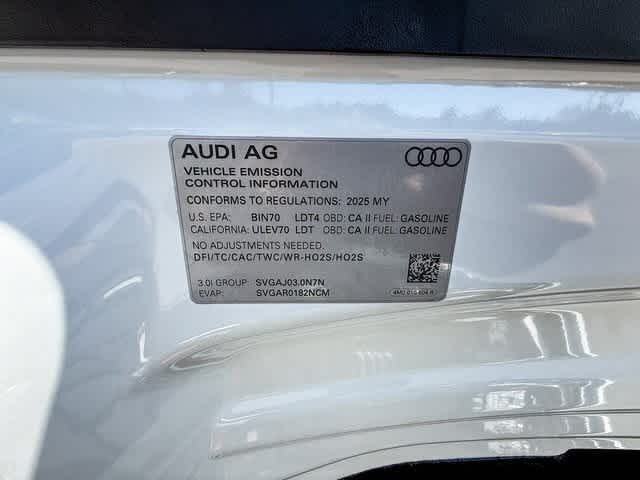 AUDI AG
VEHICLE EMISSION
CONTROL INFORMATION
CONFORMS TO REGULATIONS: 2025 MY
U.S. EPA: BIN70 LDT4 OBD: CA II FUEL: GASOLINE
CALIFORNIA: ULEV70 LDT OBD: CA II FUEL: GASOLINE
NO ADJUSTMENTS NEEDED.
DFI/TC/CAC/TWC/WR-HO2S/HO2S
3.0l GROUP: SVGAJ03.0N7N
EVAP: SVGAR0182NCM